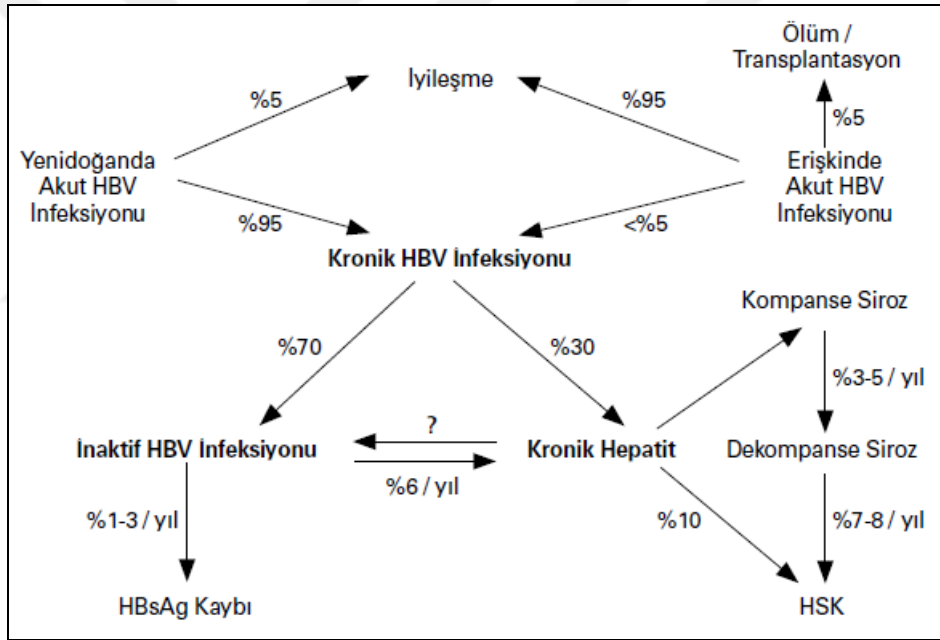 Ölüm /
Transplantasyon
İyileşme
%5
%95
%5
Yenidoğanda
Akut HBV
İnfeksiyonu
Erişkinde
Akut HBV
İnfeksiyonu
%95
<%5
Kronik HBV İnfeksiyonu
Kompanse Siroz
%70
%30
%3-5 / yıl
?
İnaktif HBV İnfeksiyonu
Kronik Hepatit
Dekompanse Siroz
%6 / yıl
%1-3 / yıl
%10
%7-8 / yıl
HBsAg Kaybı
HSK